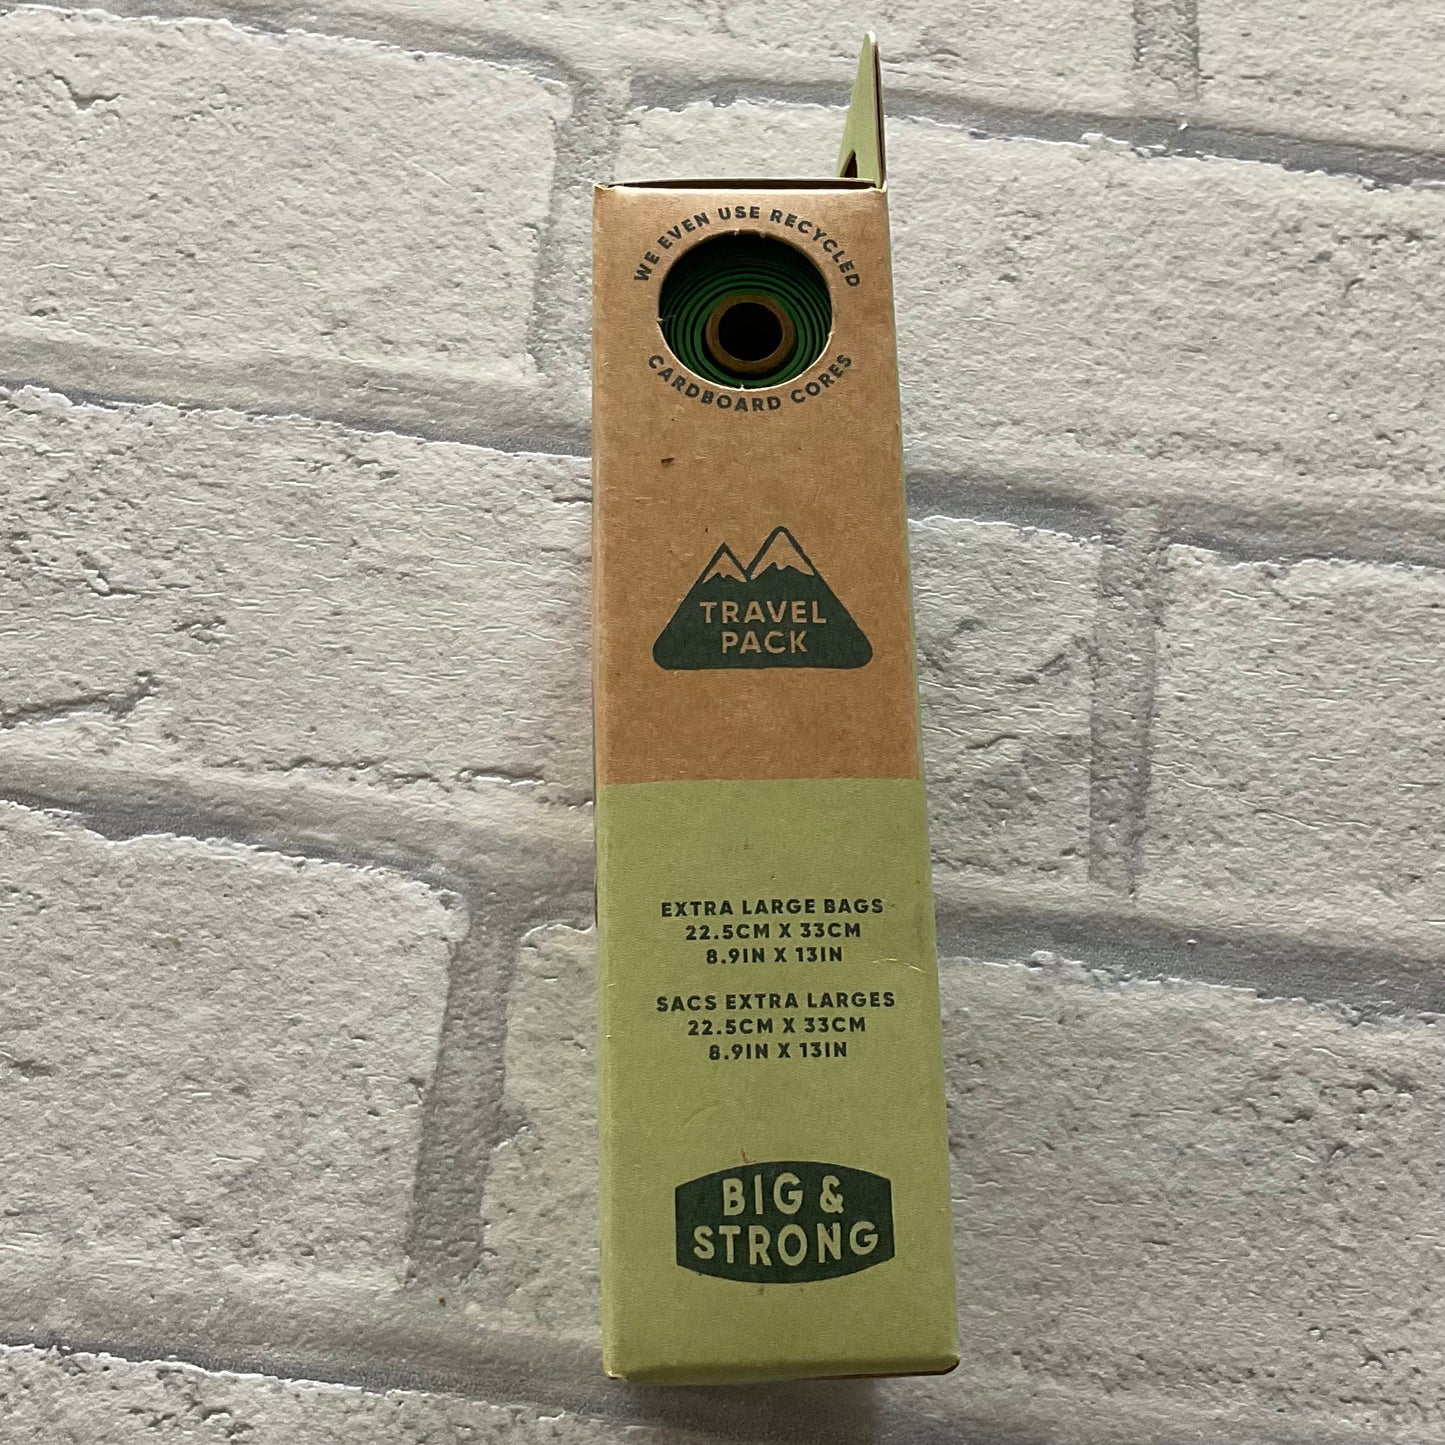 WE EVEN USE RECYCLED
CARDBOARD CORES
TRAVEL
PACK
EXTRA LARGE BAGS
22.5CM X 33CM
8.9IN X 13IN
SACS EXTRA LARGES
22.5CM X 33CM
8.9IN X 13IN
BIG &
STRONG